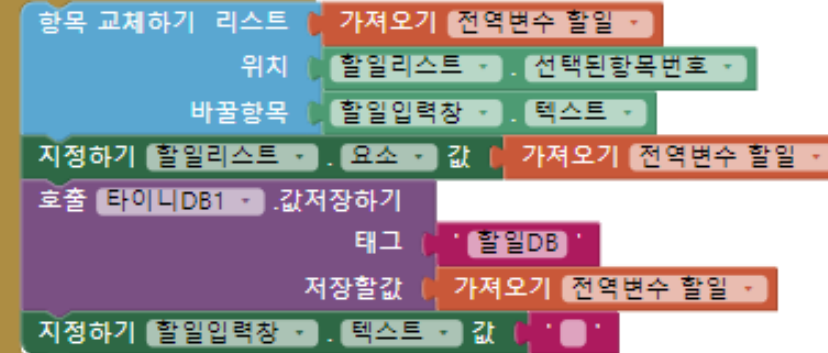 항목 교체하기 리스트 가져오기 전역변수 할일
위치 할일리스트 . 선택된항목번호
바꿀항목 할일입력창 . 텍스트
지정하기 할일리스트 . 요소 값 가져오기 전역변수 할일
호출 타이니DB1 .값저장하기
태그 " 할일DB "
저장할값 가져오기 전역변수 할일
지정하기 할일입력창 . 텍스트 값 " "